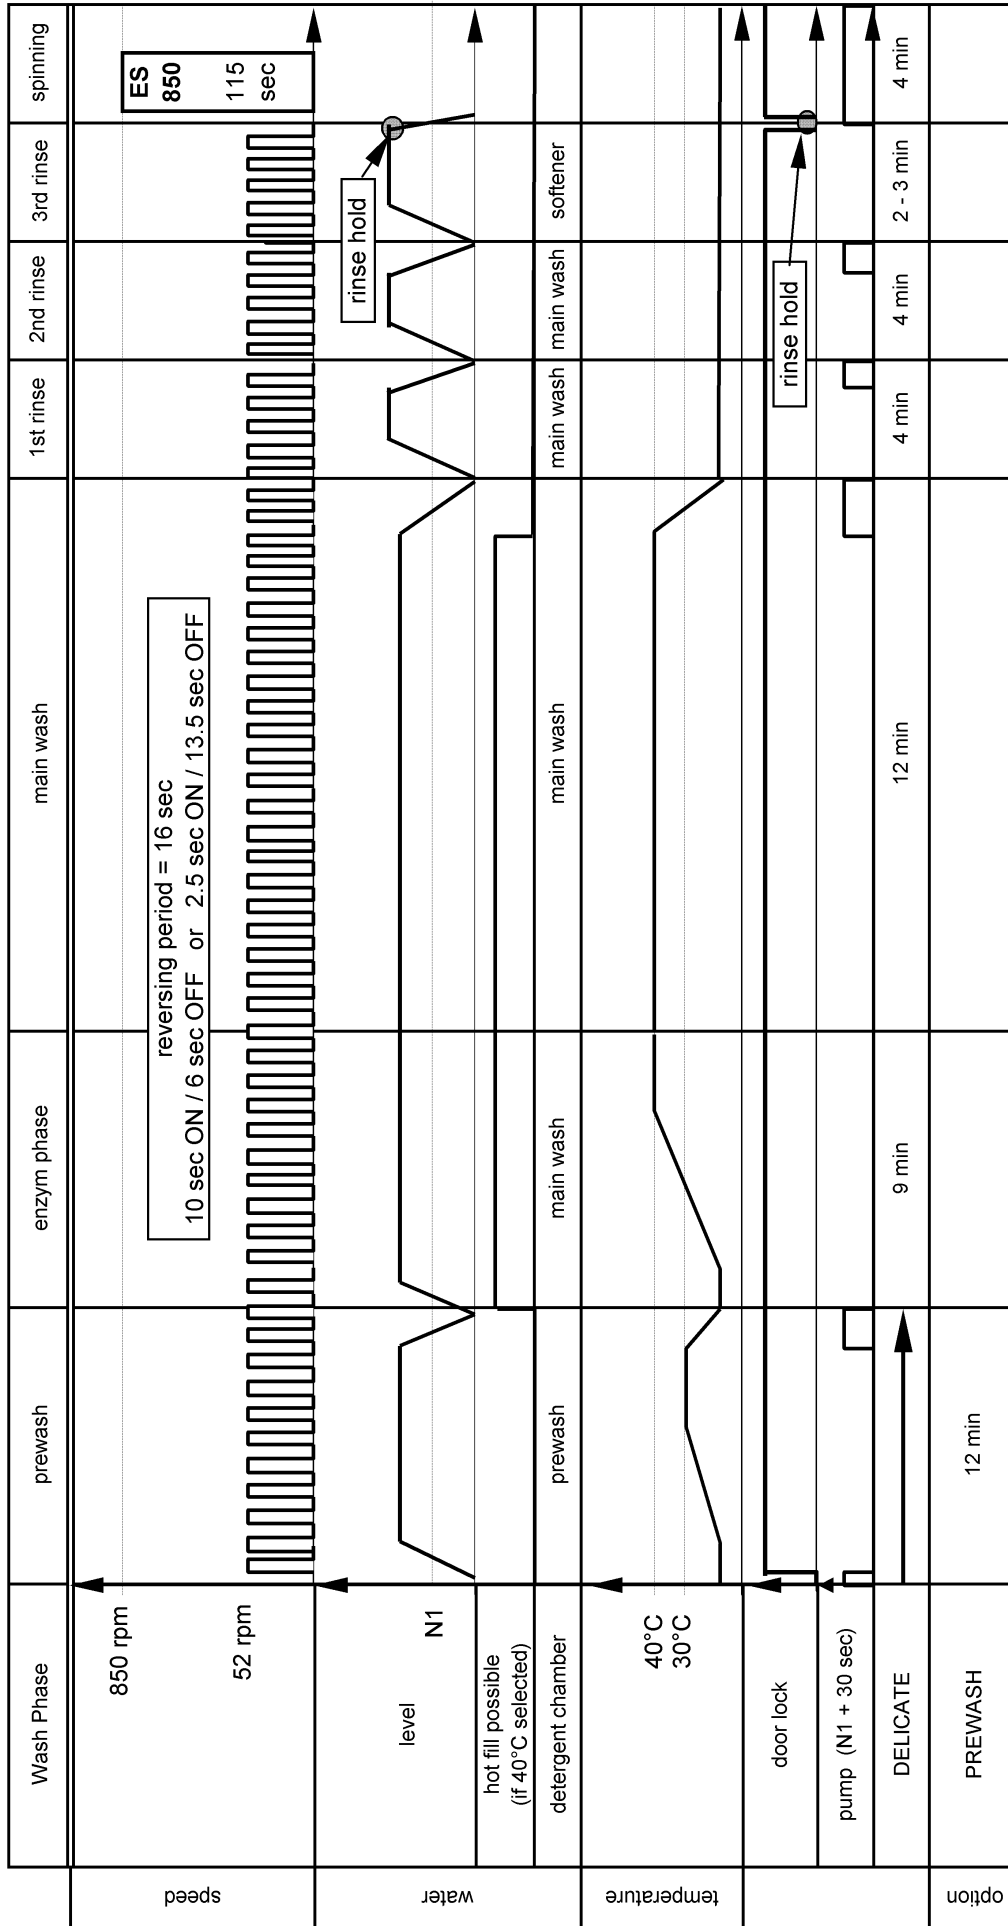 Wash Phase
prewash
enzym phase
main wash
1st rinse
2nd rinse
3rd rinse
spinning
speed
850 rpm
52 rpm
reversing period = 16 sec
10 sec ON / 6 sec OFF or 2.5 sec ON / 13.5 sec OFF
ES
850
115
sec
water
level
N1
rinse hold
hot fill possible
(if 40°C selected)
detergent chamber
prewash
main wash
main wash
main wash
main wash
softener
temperature
40°C
30°C
door lock
rinse hold
pump (N1 + 30 sec)
DELICATE
9 min
12 min
4 min
4 min
2 - 3 min
4 min
option
PREWASH
12 min